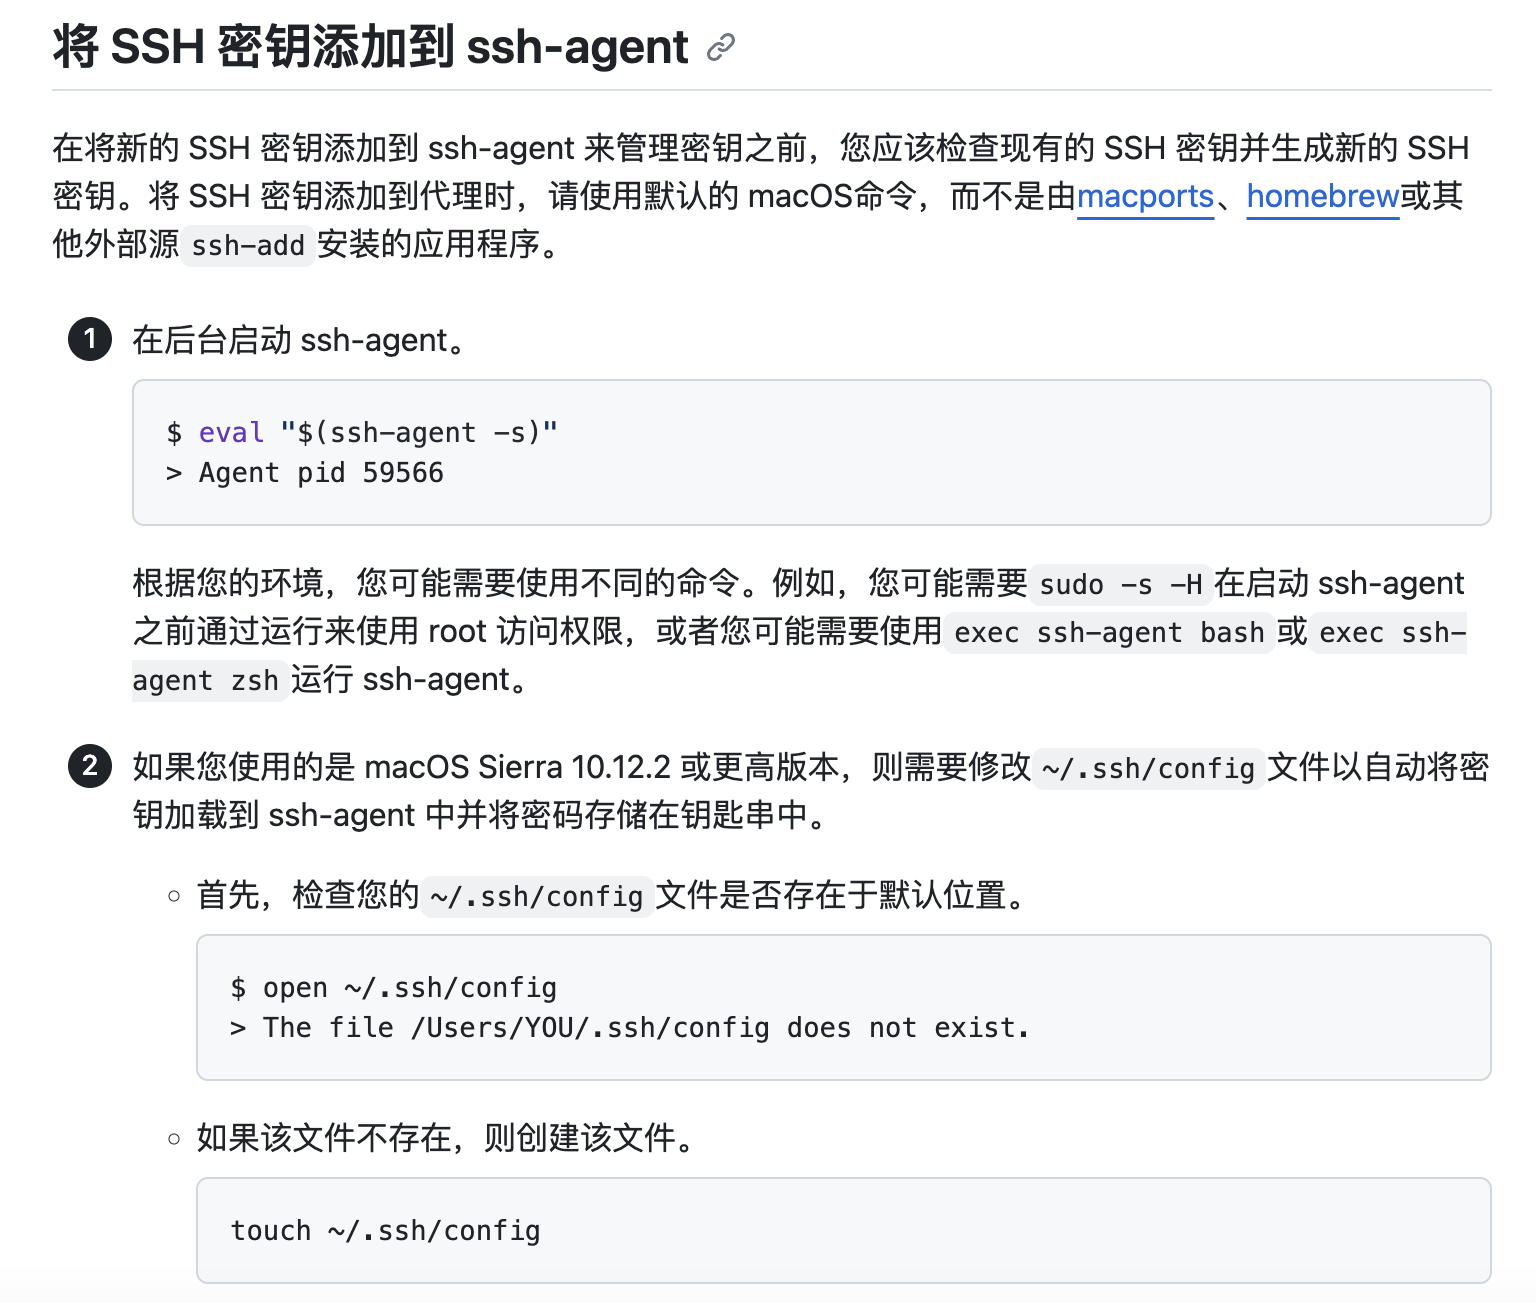 将 SSH 密钥添加到 ssh-agent
在将新的 SSH 密钥添加到 ssh-agent 来管理密钥之前，您应该检查现有的 SSH 密钥并生成新的 SSH
密钥。将 SSH 密钥添加到代理时，请使用默认的 macOS命令，而不是由macports、homebrew或其
他外部源 ssh-add 安装的应用程序。
1 在后台启动 ssh-agent。
$ eval "$(ssh-agent -s)"
> Agent pid 59566
根据您的环境，您可能需要使用不同的命令。例如，您可能需要 sudo -s -H 在启动 ssh-agent
之前通过运行来使用 root 访问权限，或者您可能需要使用 exec ssh-agent bash 或 exec ssh-
agent zsh 运行 ssh-agent。
2 如果您使用的是 macOS Sierra 10.12.2 或更高版本，则需要修改 ~/.ssh/config 文件以自动将密
钥加载到 ssh-agent 中并将密码存储在钥匙串中。
○ 首先，检查您的 ~/.ssh/config 文件是否存在于默认位置。
$ open ~/.ssh/config
> The file /Users/YOU/.ssh/config does not exist.
○ 如果该文件不存在，则创建该文件。
touch ~/.ssh/config